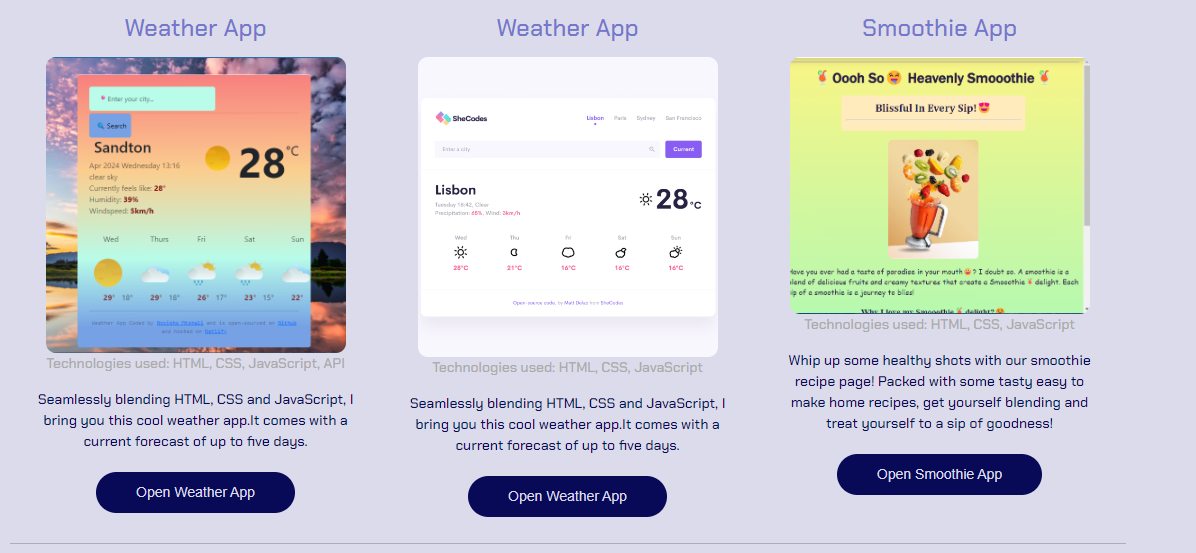 Weather App
Enter your city...
Search
Sandton
28°C
Apr 2024 Wednesday 13:16
clear sky
Currently feels like: 28°
Humidity: 39%
Windspeed: 5km/h
Wed Thurs Fri Sat Sun
29° 18° 29° 18° 26° 17° 23° 15° 22°
Weather App Coded by and is open-sourced on Github
and hosted on Netlify
Technologies used: HTML, CSS, JavaScript, API
Seamlessly blending HTML, CSS and JavaScript, I
bring you this cool weather app.It comes with a
current forecast of up to five days.
Open Weather App
Weather App
SheCodes
Lisbon Paris Sydney San Francisco
Enter a city
Current
Lisbon
28°C
Tuesday 18:42, Clear
Precipitation: 68%, Wind: 3km/h
Wed Thu Fri Sat Sun
28°C 21°C 16°C 16°C 16°C
Open source code, by Matt Delac from SheCodes
Technologies used: HTML, CSS, JavaScript
Seamlessly blending HTML, CSS and JavaScript, I
bring you this cool weather app.It comes with a
current forecast of up to five days.
Open Weather App
Smoothie App
Oooh So 😝 Heavenly Smooothie
Blissful In Every Sip! 😍
Have you ever had a taste of paradise in your mouth 😝? I doubt so. A smoothie is a
blend of delicious fruits and creamy textures that create a Smooothie delight. Each
sip of a smoothie is a journey to bliss!
Why I love my Smooothie delight?
Technologies used: HTML, CSS, JavaScript
Whip up some healthy shots with our smoothie
recipe page! Packed with some tasty easy to
make home recipes, get yourself blending and
treat yourself to a sip of goodness!
Open Smoothie App